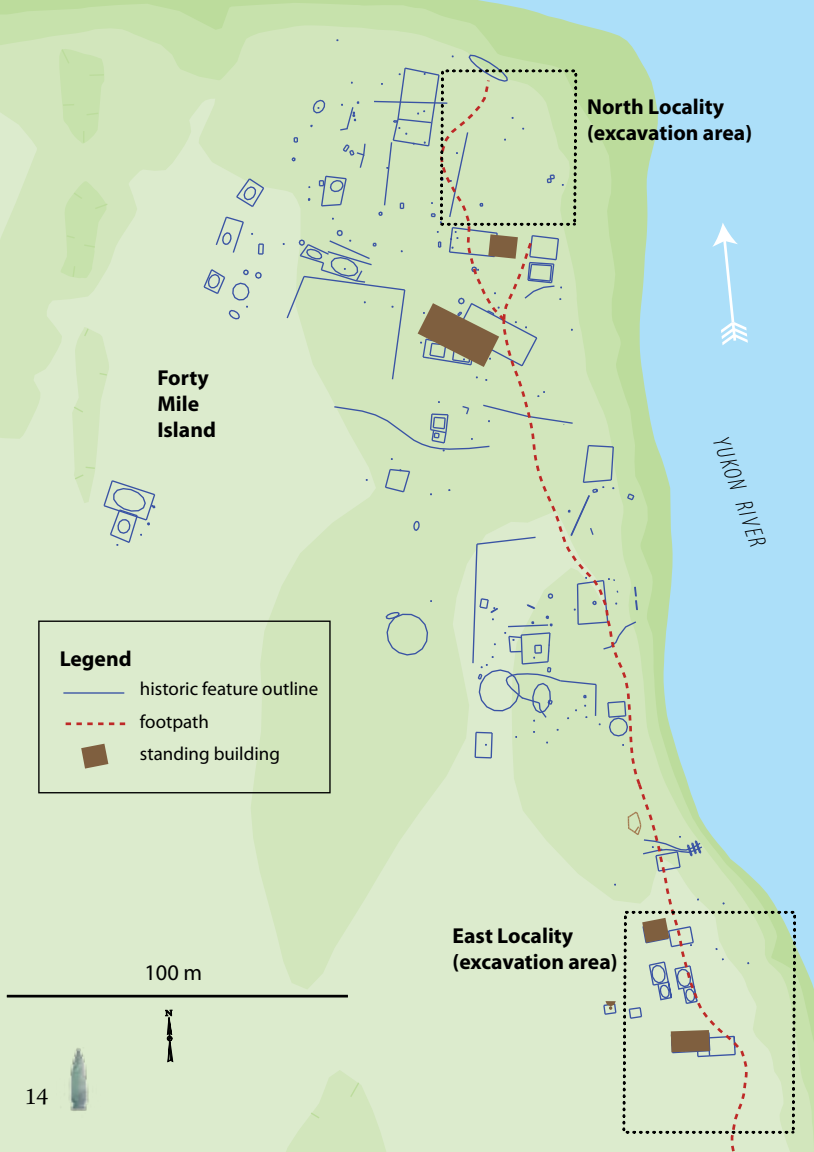 North Locality
(excavation area)
Forty
Mile
Island
YUKON RIVER
Legend
historic feature outline
footpath
standing building
East Locality
(excavation area)
100 m
N
14